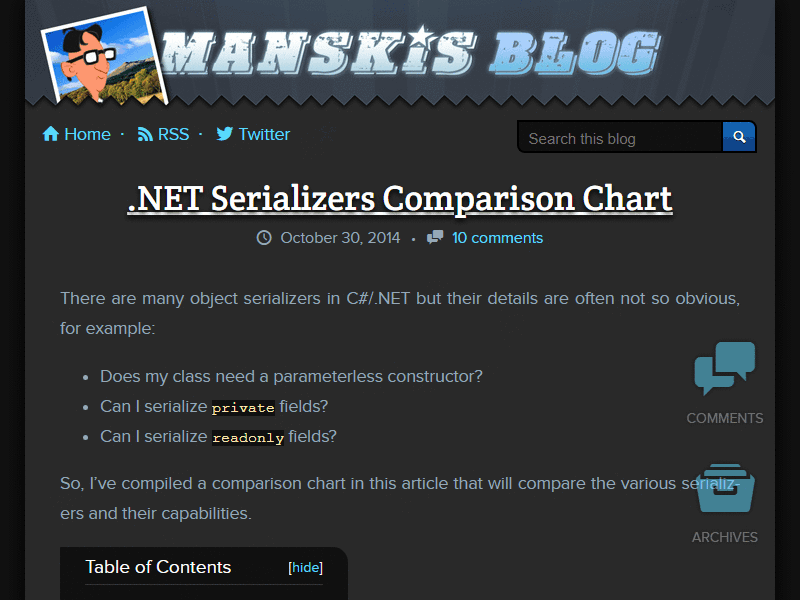 MANSKIS BLOG
Home · RSS · Twitter
Search this blog
.NET Serializers Comparison Chart
October 30, 2014 • 10 comments
There are many object serializers in C#/.NET but their details are often not so obvious,
for example:
• Does my class need a parameterless constructor?
• Can I serialize private fields?
• Can I serialize readonly fields?
COMMENTS
So, I've compiled a comparison chart in this article that will compare the various serializ-
ers and their capabilities.
ARCHIVES
Table of Contents [hide]